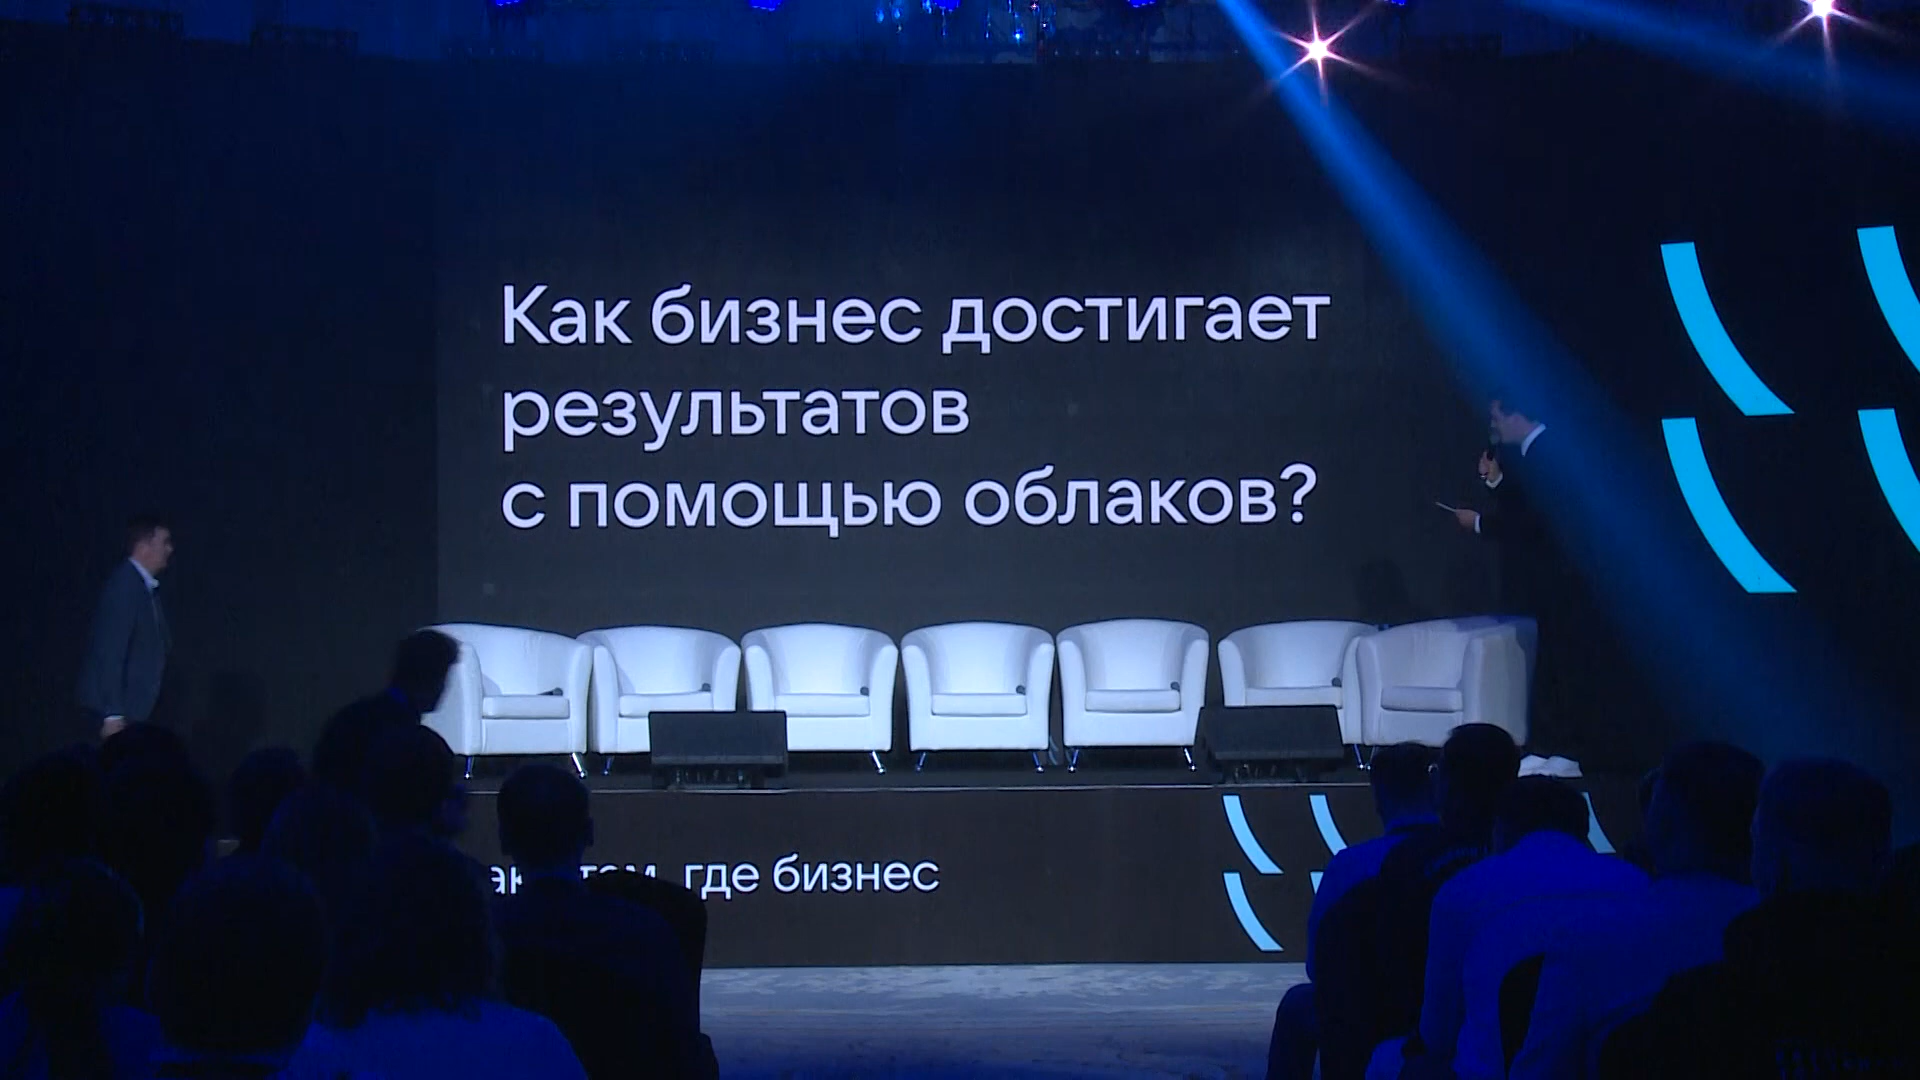 Как бизнес достигает
результатов
с помощью облаков?
где бизнес